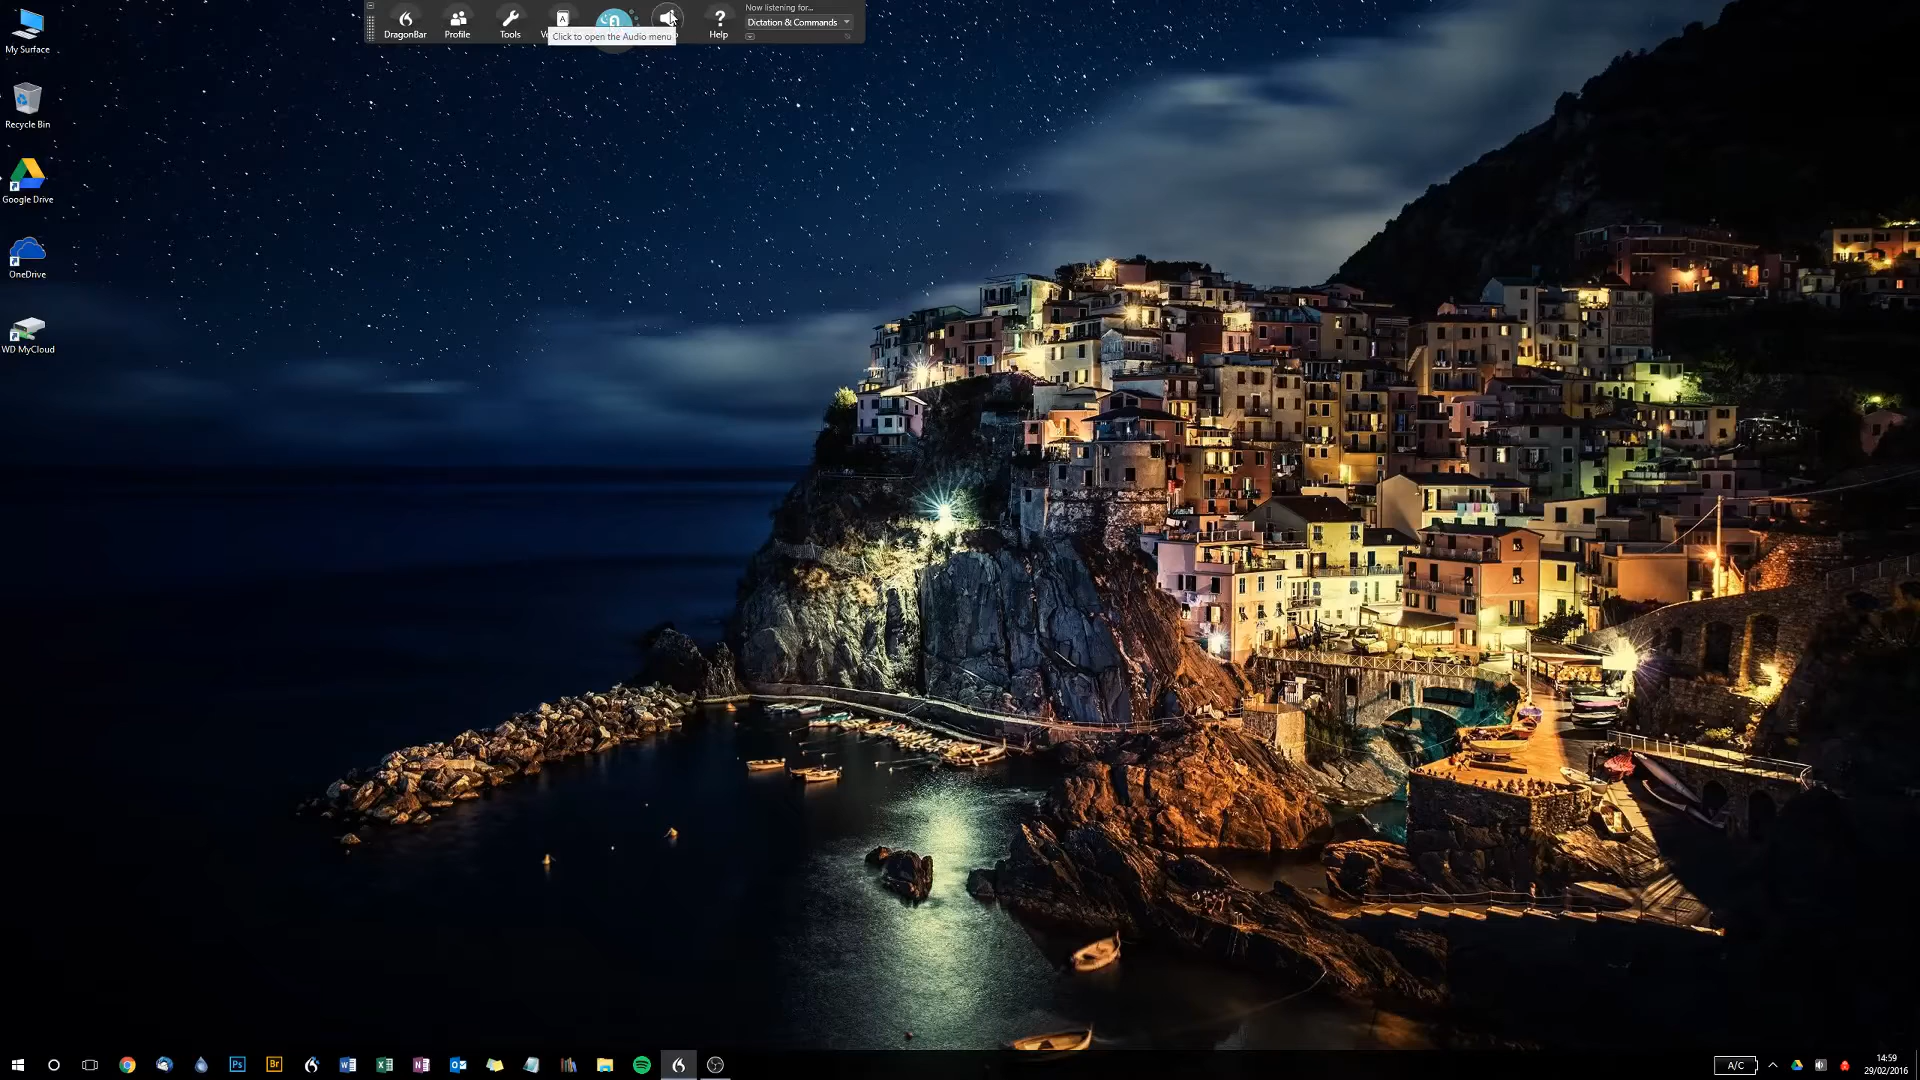 My Surface
Recycle Bin
Google Drive
OneDrive
WD MyCloud
DragonBar
Profile
Tools
Click to open the Audio menu
Help
Now listening for...
Dictation & Commands
A/C
14:59
29/02/2016